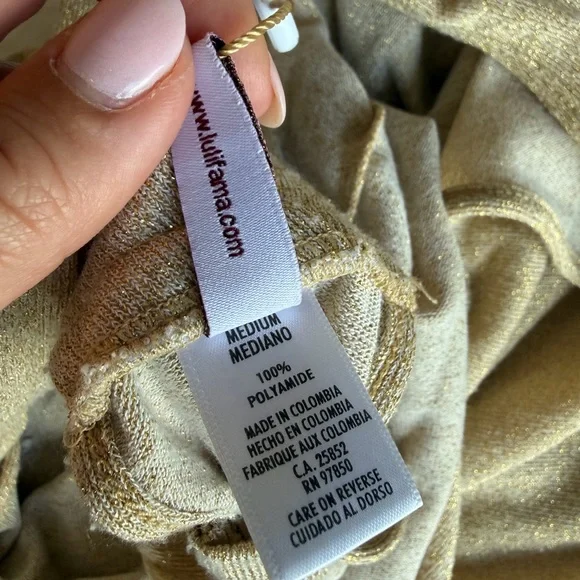 www.lulifama.com
MEDIUM
MEDIANO
100%
POLYAMIDE
MADE IN COLOMBIA
HECHO EN COLOMBIA
FABRIQUE AUX COLOMBIA
C.A. 25852
RN 97850
CARE ON REVERSE
CUIDADO AL DORSO